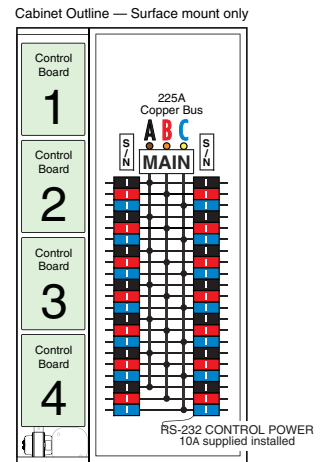 Cabinet Outline — Surface mount only
Control
Board
1
Control
Board
2
Control
Board
3
Control
Board
4
225A
Copper Bus
A B C
S/N
MAIN
S/N
RS-232 CONTROL POWER
10A supplied installed